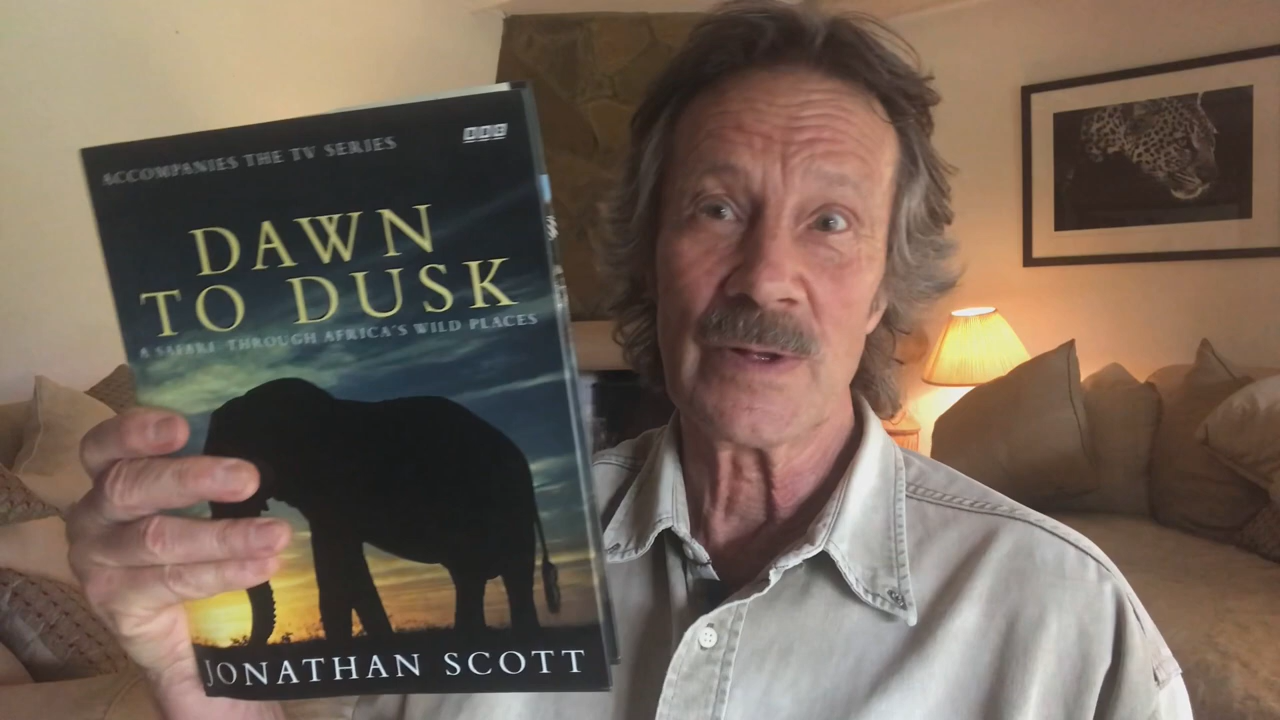 ACCOMPANIES THE TV SERIES
BBC
DAWN
TO DUSK
A SAFARI THROUGH AFRICA'S WILD PLACES
JONATHAN SCOTT